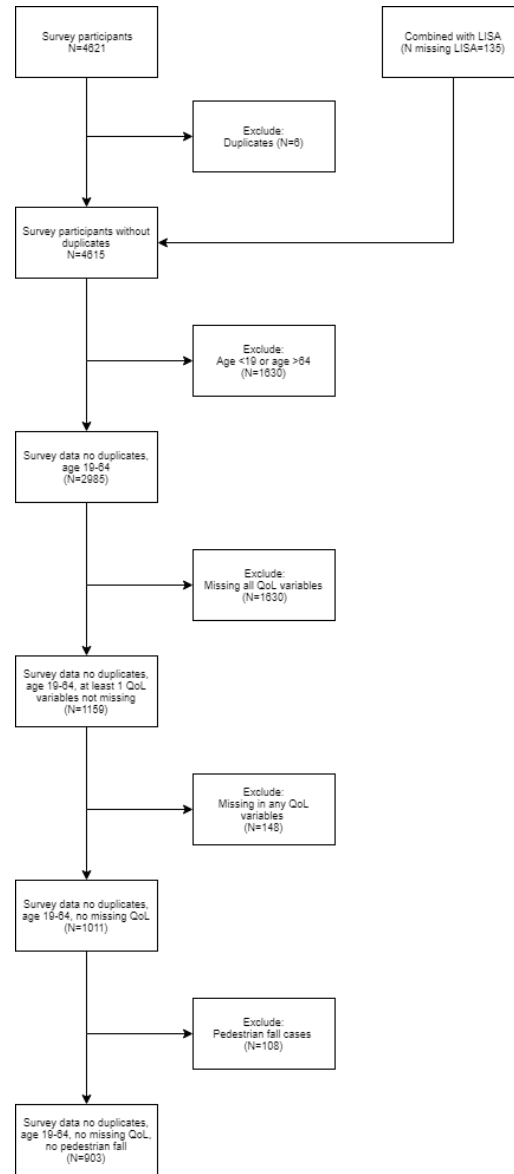 Survey participants
N=4621
Combined with LISA
(N missing LISA=135)
Exclude:
Duplicates (N=6)
Survey participants without
duplicates
N=4615
Exclude:
Age <19 or age >64
(N=1630)
Survey data no duplicates,
age 19-64
(N=2985)
Exclude:
Missing all QoL variables
(N=1630)
Survey data no duplicates,
age 19-64, at least 1 QoL
variables not missing
(N=1159)
Exclude:
Missing in any QoL
variables
(N=148)
Survey data no duplicates,
age 19-64, no missing QoL
(N=1011)
Exclude:
Pedestrian fall cases
(N=108)
Survey data no duplicates,
age 19-64, no missing QoL,
no pedestrian fall
(N=903)